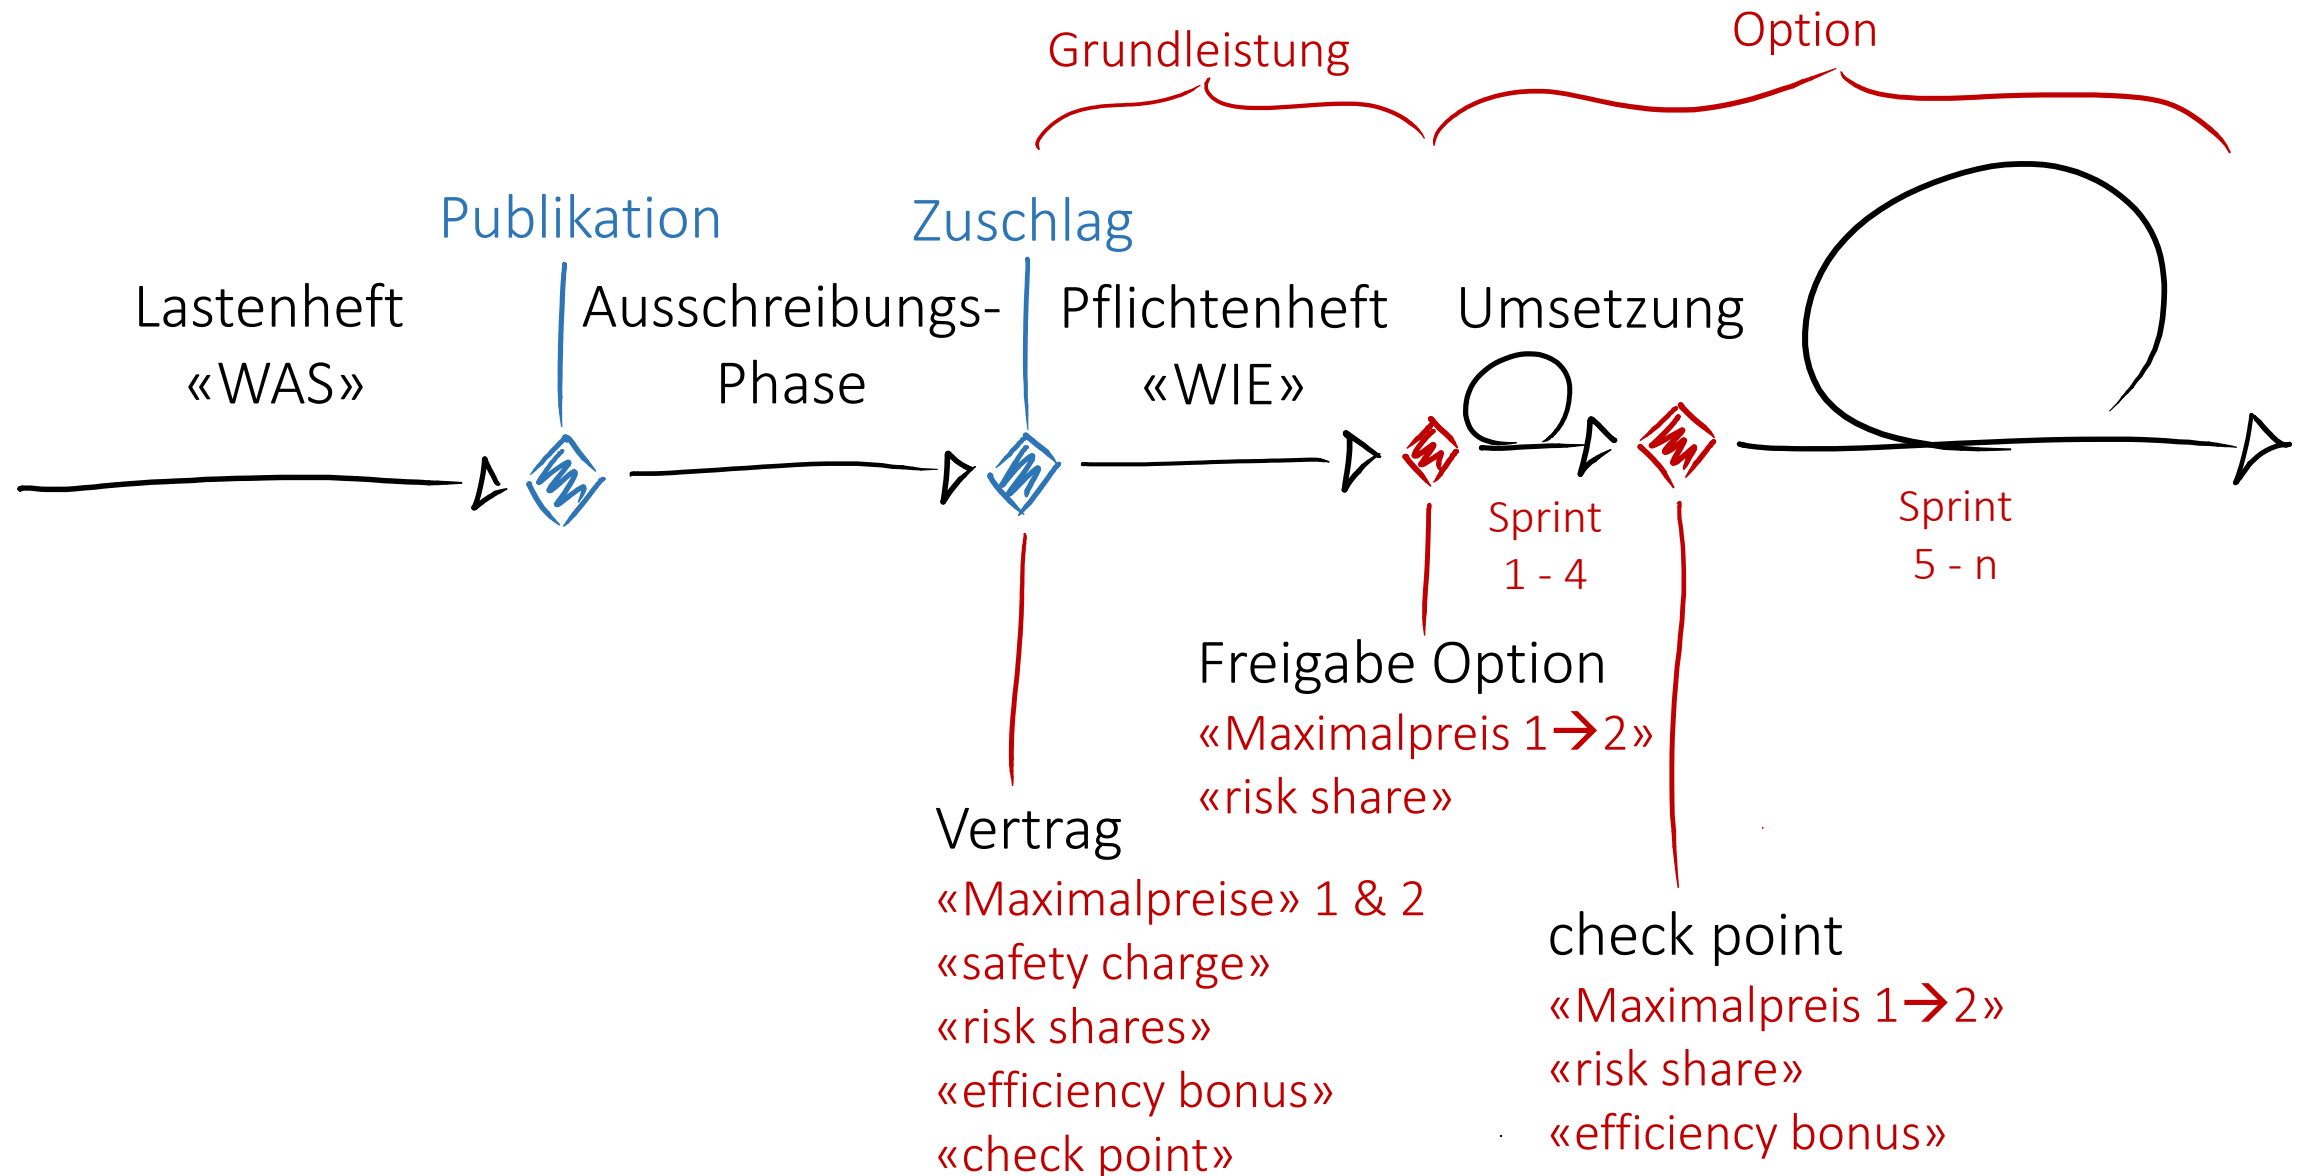 Grundleistung
Option
Publikation
Zuschlag
Lastenheft
«WAS»
Ausschreibungs-
Phase
Pflichtenheft
«WIE»
Umsetzung
Sprint
1 - 4
Sprint
5 - n
Freigabe Option
«Maximalpreis 1→2»
«risk share»
Vertrag
«Maximalpreise» 1 & 2
«safety charge»
«risk shares»
«efficiency bonus»
«check point»
check point
«Maximalpreis 1→2»
«risk share»
«efficiency bonus»